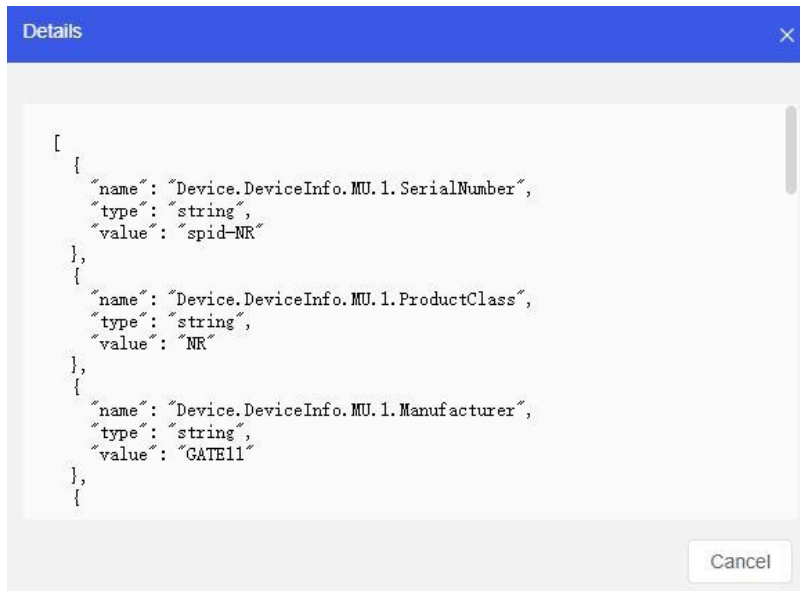 Details
×
[
{
"name": "Device.DeviceInfo.MU.1.SerialNumber",
"type": "string",
"value": "spid-NR"
},
{
"name": "Device.DeviceInfo.MU.1.ProductClass",
"type": "string",
"value": "NR"
},
{
"name": "Device.DeviceInfo.MU.1.Manufacturer",
"type": "string",
"value": "GATE11"
},
{
Cancel